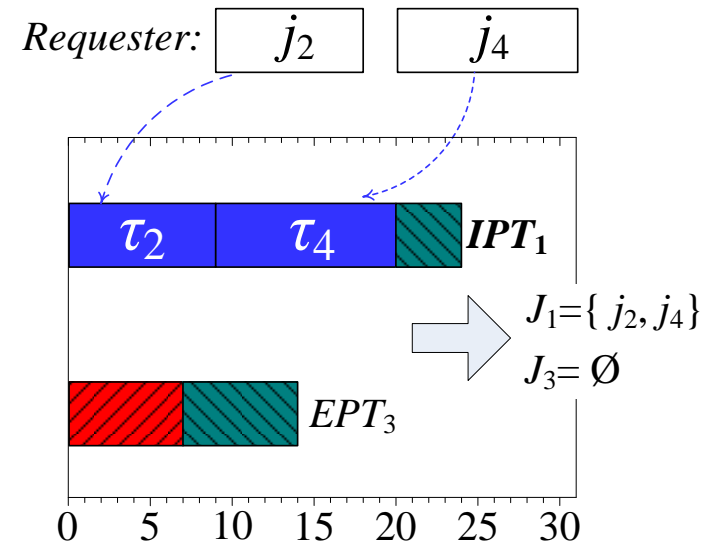 Requester: j₂ j₄
τ₂ τ₄ IPT₁
J₁={ j₂, j₄}
J₃= Ø
EPT₃
0 5 10 15 20 25 30